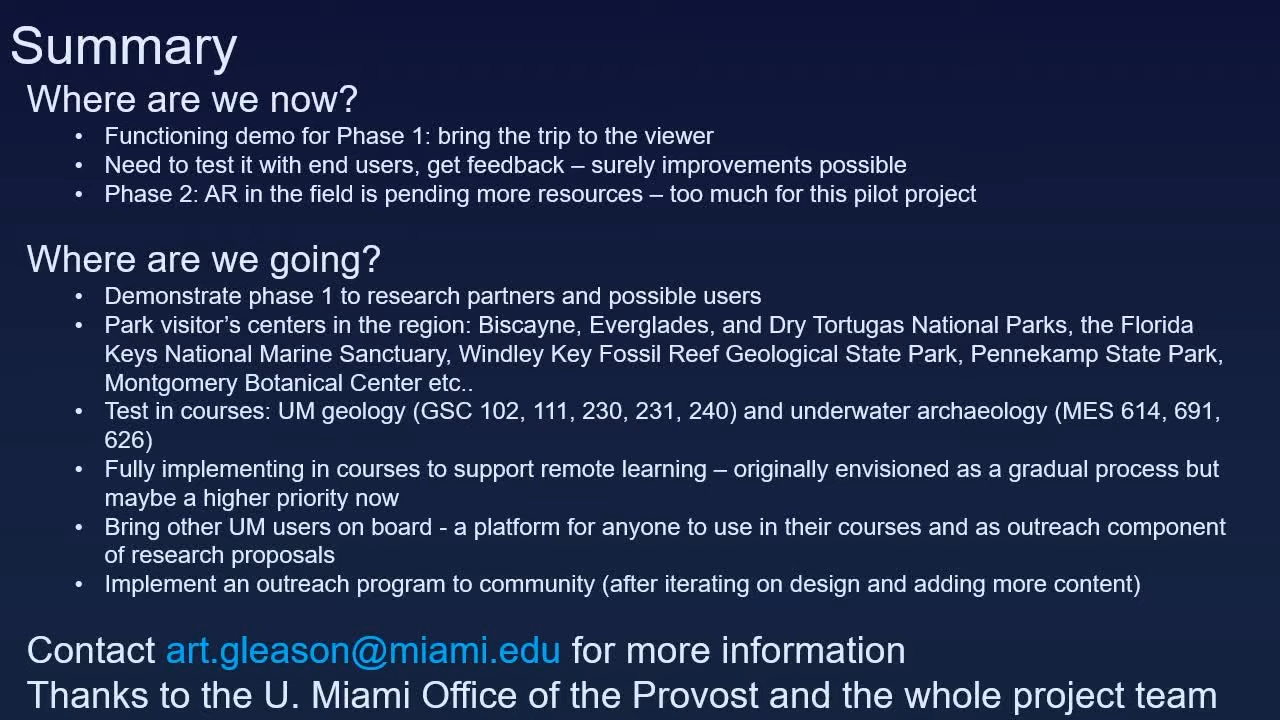 Summary
Where are we now?
• Functioning demo for Phase 1: bring the trip to the viewer
• Need to test it with end users, get feedback – surely improvements possible
• Phase 2: AR in the field is pending more resources – too much for this pilot project
Where are we going?
• Demonstrate phase 1 to research partners and possible users
• Park visitor’s centers in the region: Biscayne, Everglades, and Dry Tortugas National Parks, the Florida
Keys National Marine Sanctuary, Windley Key Fossil Reef Geological State Park, Pennekamp State Park,
Montgomery Botanical Center etc..
• Test in courses: UM geology (GSC 102, 111, 230, 231, 240) and underwater archaeology (MES 614, 691,
626)
• Fully implementing in courses to support remote learning – originally envisioned as a gradual process but
maybe a higher priority now
• Bring other UM users on board - a platform for anyone to use in their courses and as outreach component
of research proposals
• Implement an outreach program to community (after iterating on design and adding more content)
Contact art.gleason@miami.edu for more information
Thanks to the U. Miami Office of the Provost and the whole project team